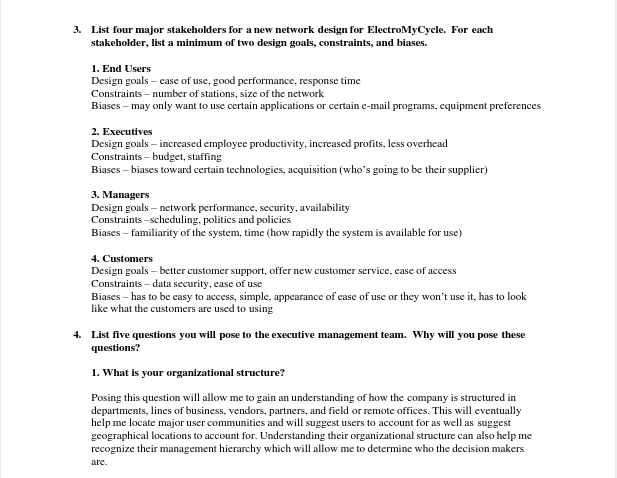 3. List four major stakeholders for a new network design for ElectroMyCycle. For each
stakeholder, list a minimum of two design goals, constraints, and biases.
1. End Users
Design goals – ease of use, good performance, response time
Constraints – number of stations, size of the network
Biases – may only want to use certain applications or certain e-mail programs, equipment preferences
2. Executives
Design goals – increased employee productivity, increased profits, less overhead
Constraints – budget, staffing
Biases – biases toward certain technologies, acquisition (who's going to be their supplier)
3. Managers
Design goals – network performance, security, availability
Constraints –scheduling, politics and policies
Biases – familiarity of the system, time (how rapidly the system is available for use)
4. Customers
Design goals – better customer support, offer new customer service, ease of access
Constraints – data security, ease of use
Biases – has to be easy to access, simple, appearance of ease of use or they won't use it, has to look
like what the customers are used to using
4. List five questions you will pose to the executive management team. Why will you pose these
questions?
1. What is your organizational structure?
Posing this question will allow me to gain an understanding of how the company is structured in
departments, lines of business, vendors, partners, and field or remote offices. This will eventually
help me locate major user communities and will suggest users to account for as well as suggest
geographical locations to account for. Understanding their organizational structure can also help me
recognize their management hierarchy which will allow me to determine who the decision makers
are.